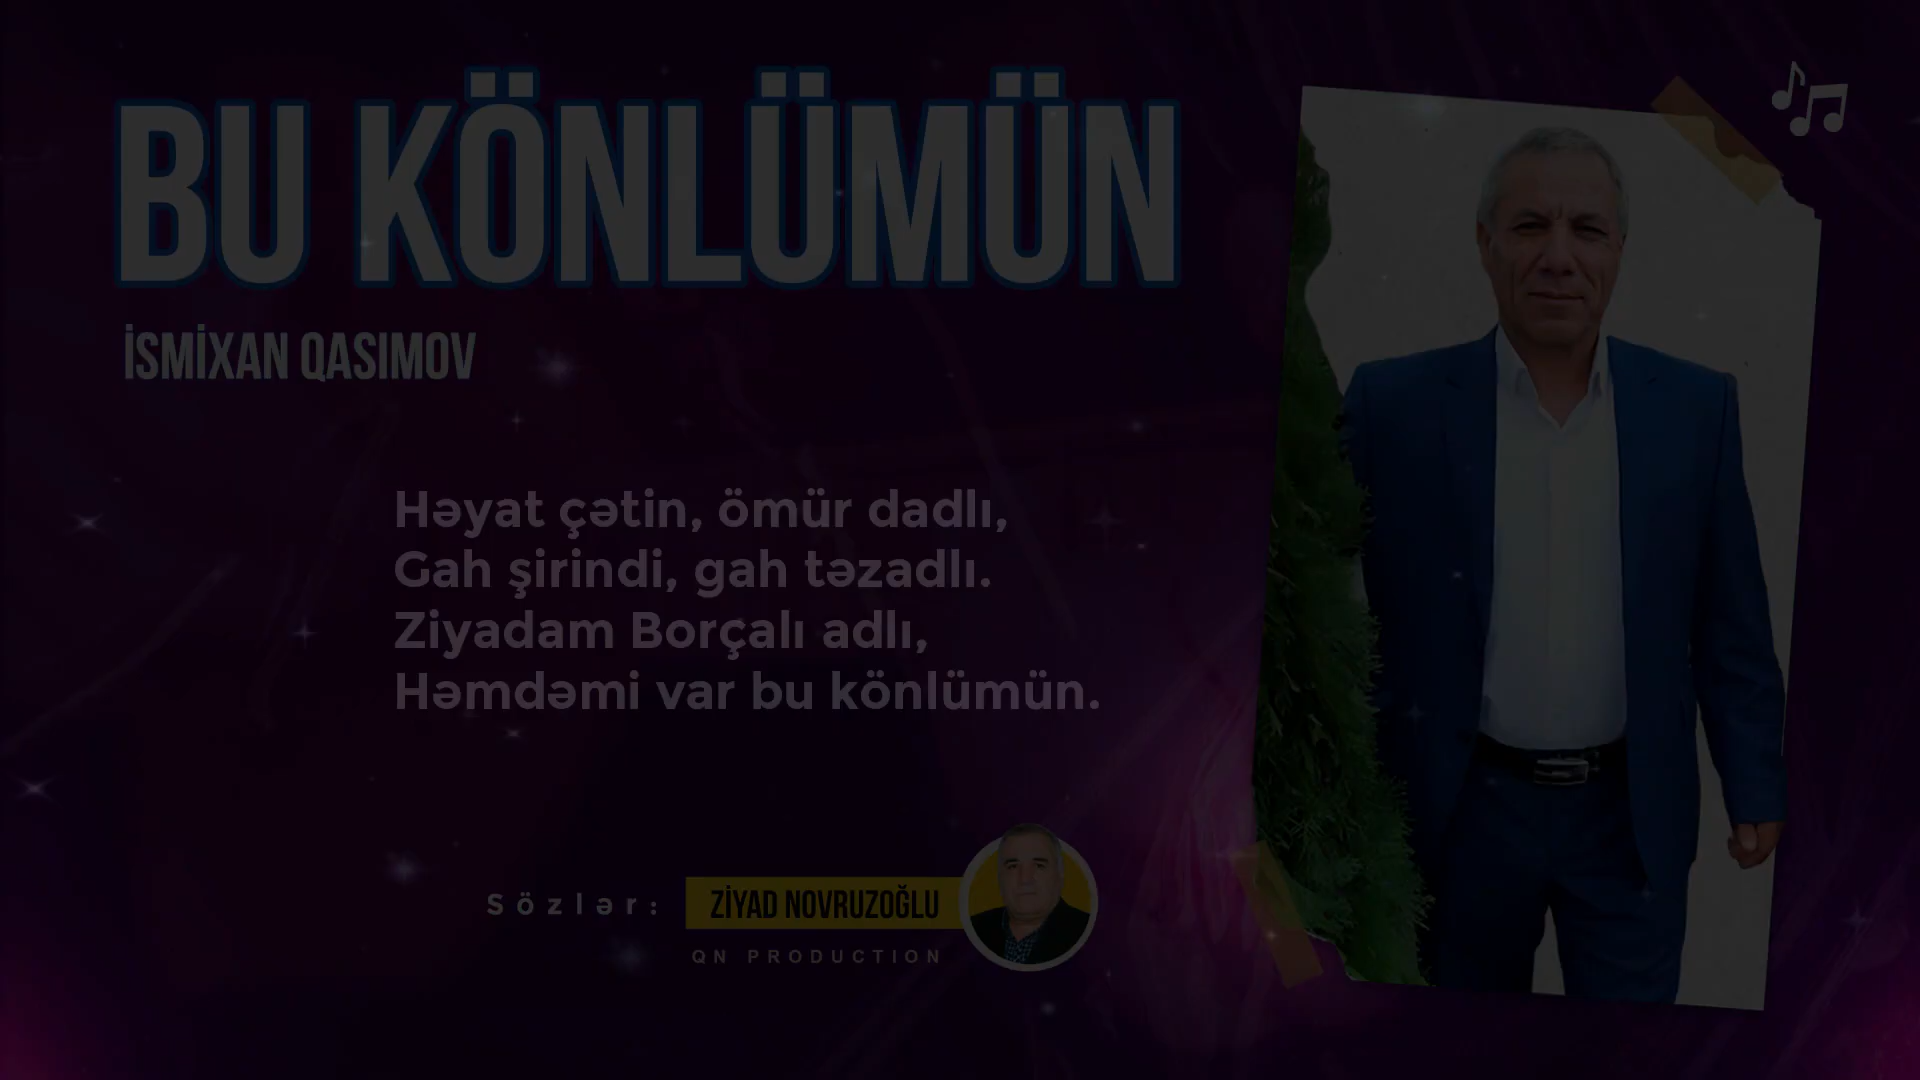 BU KÖNLÜMÜN
İSMİXAN QASIMOV
Həyat çətin, ömür dadlı,
Gah şirindi, gah təzadlı.
Ziyadam Borçalı adlı,
Həmdəmi var bu könlümün.
Sözlər: ZİYAD NOVRUZOĞLU
QN PRODUCTION